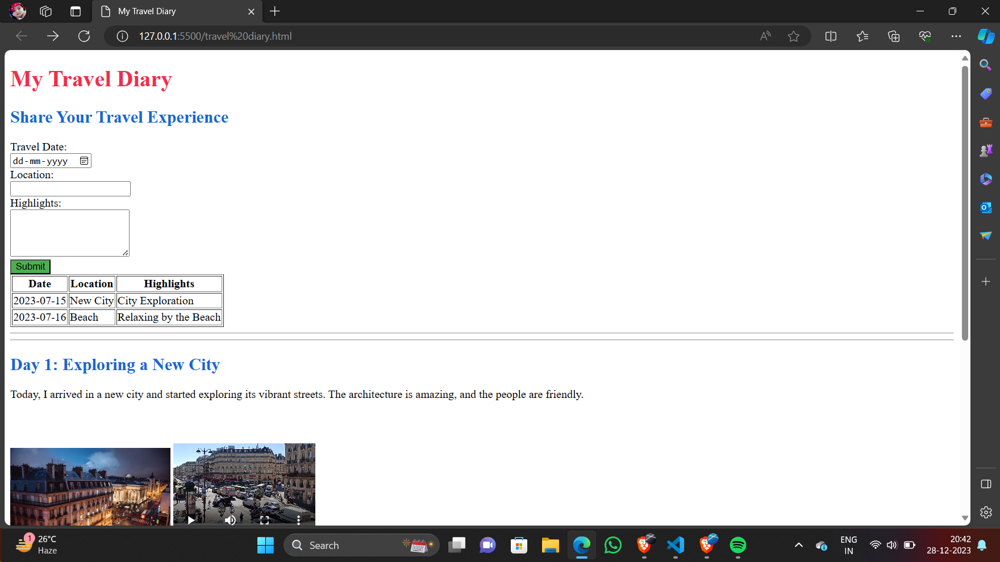 My Travel Diary
127.0.0.1:5500/travel%20diary.html
My Travel Diary
Share Your Travel Experience
Travel Date:
dd-mm-yyyy
Location:
Highlights:
Submit
Date Location Highlights
2023-07-15 New City City Exploration
2023-07-16 Beach Relaxing by the Beach
Day 1: Exploring a New City
Today, I arrived in a new city and started exploring its vibrant streets. The architecture is amazing, and the people are friendly.
1
26°C
Haze
Search
ENG
IN
20:42
28-12-2023